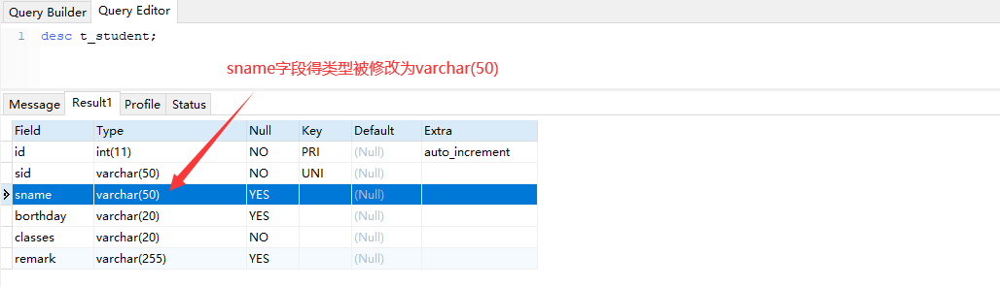 Query Builder Query Editor
1 desc t_student;
sname字段得类型被修改为varchar(50)
Message Result1 Profile Status
Field Type Null Key Default Extra
id int(11) NO PRI (Null) auto_increment
sid varchar(50) NO UNI (Null)
sname varchar(50) YES (Null)
borthday varchar(20) YES (Null)
classes varchar(20) NO (Null)
remark varchar(255) YES (Null)